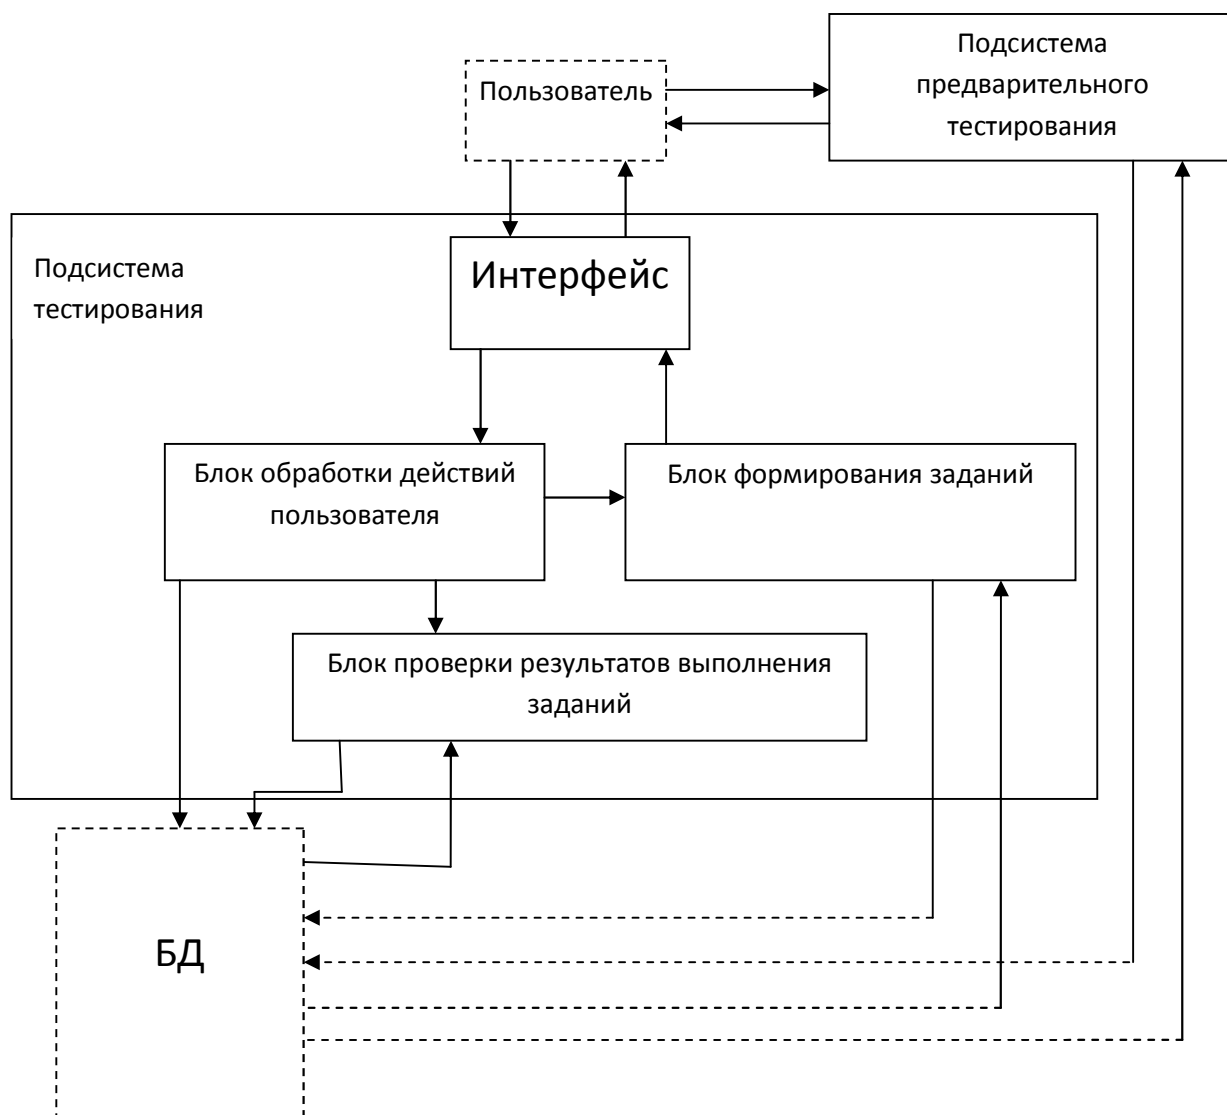 Подсистема
предварительного
тестирования
Пользователь
Подсистема
тестирования
Интерфейс
Блок обработки действий
пользователя
Блок формирования заданий
Блок проверки результатов выполнения
заданий
БД